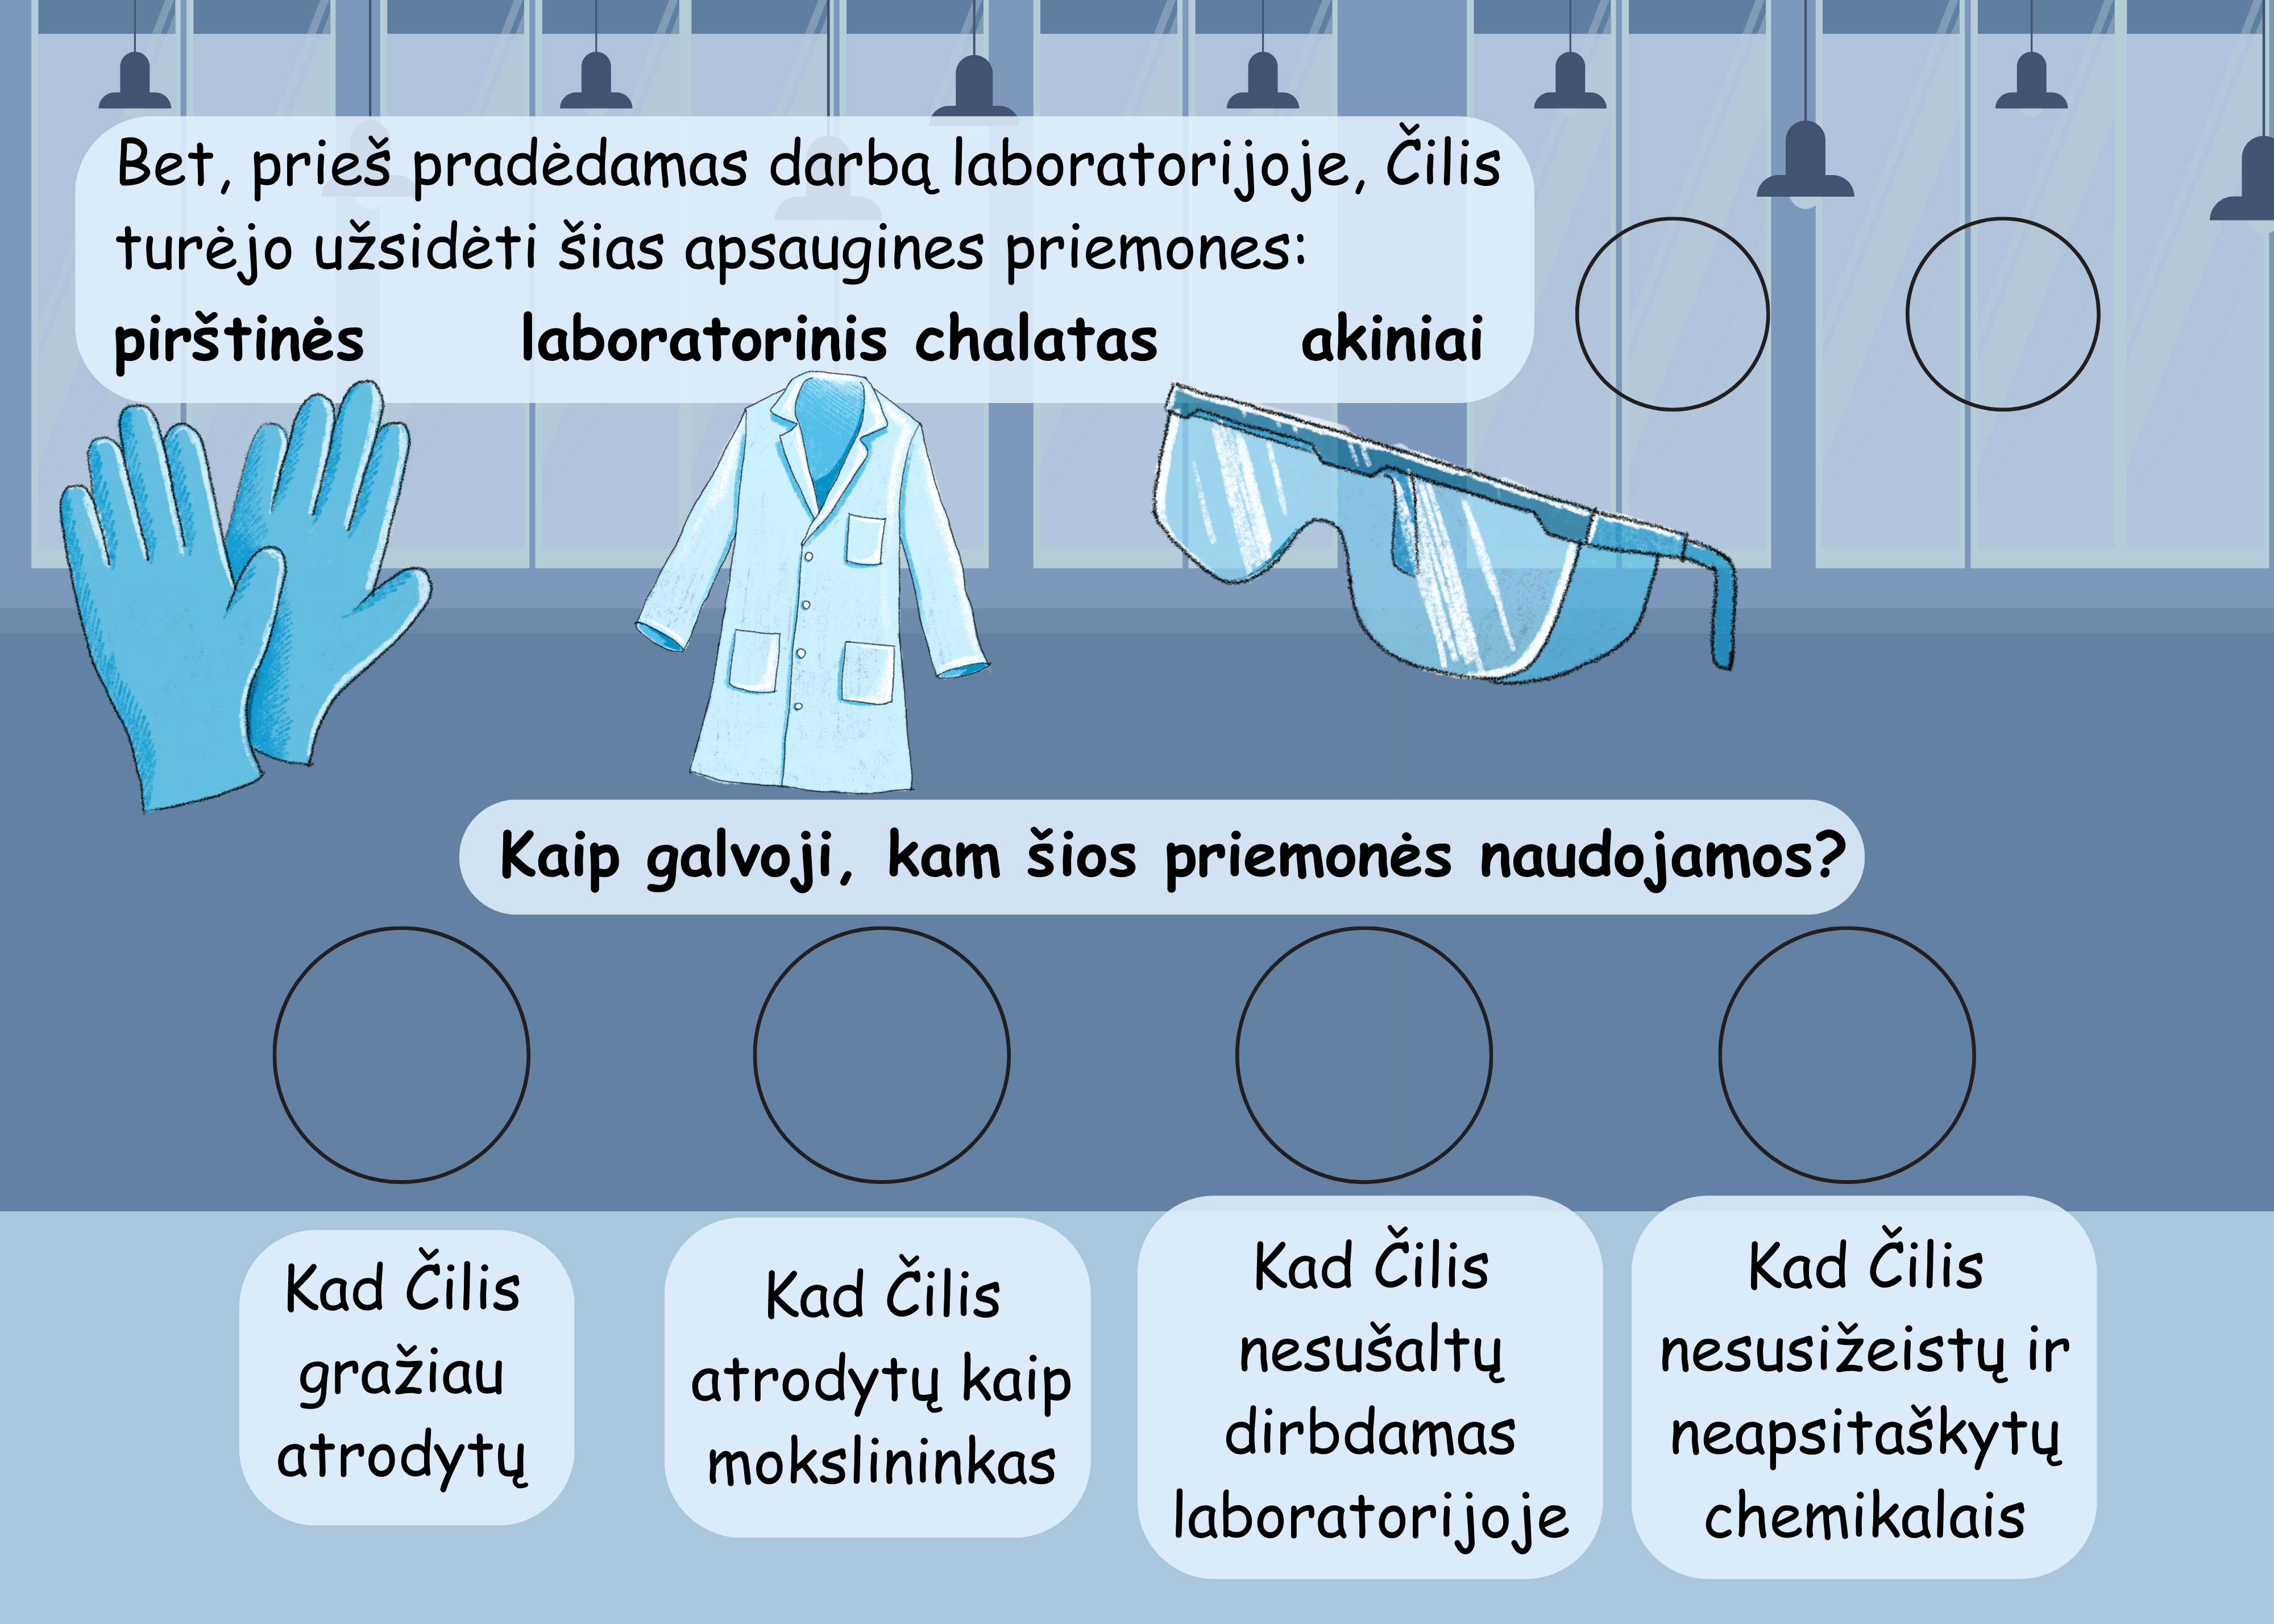 Bet, prieš pradėdamas darbą laboratorijoje, Čilis
turėjo užsidėti šias apsaugines priemones:
pirštinės laboratorinis chalatas akiniai
Kaip galvoji, kam šios priemonės naudojamos?
Kad Čilis
gražiau
atrodytų
Kad Čilis
atrodytų kaip
mokslininkas
Kad Čilis
nesušaltų
dirbdamas
laboratorijoje
Kad Čilis
nesusižeistų ir
neapsitaškytų
chemikalais